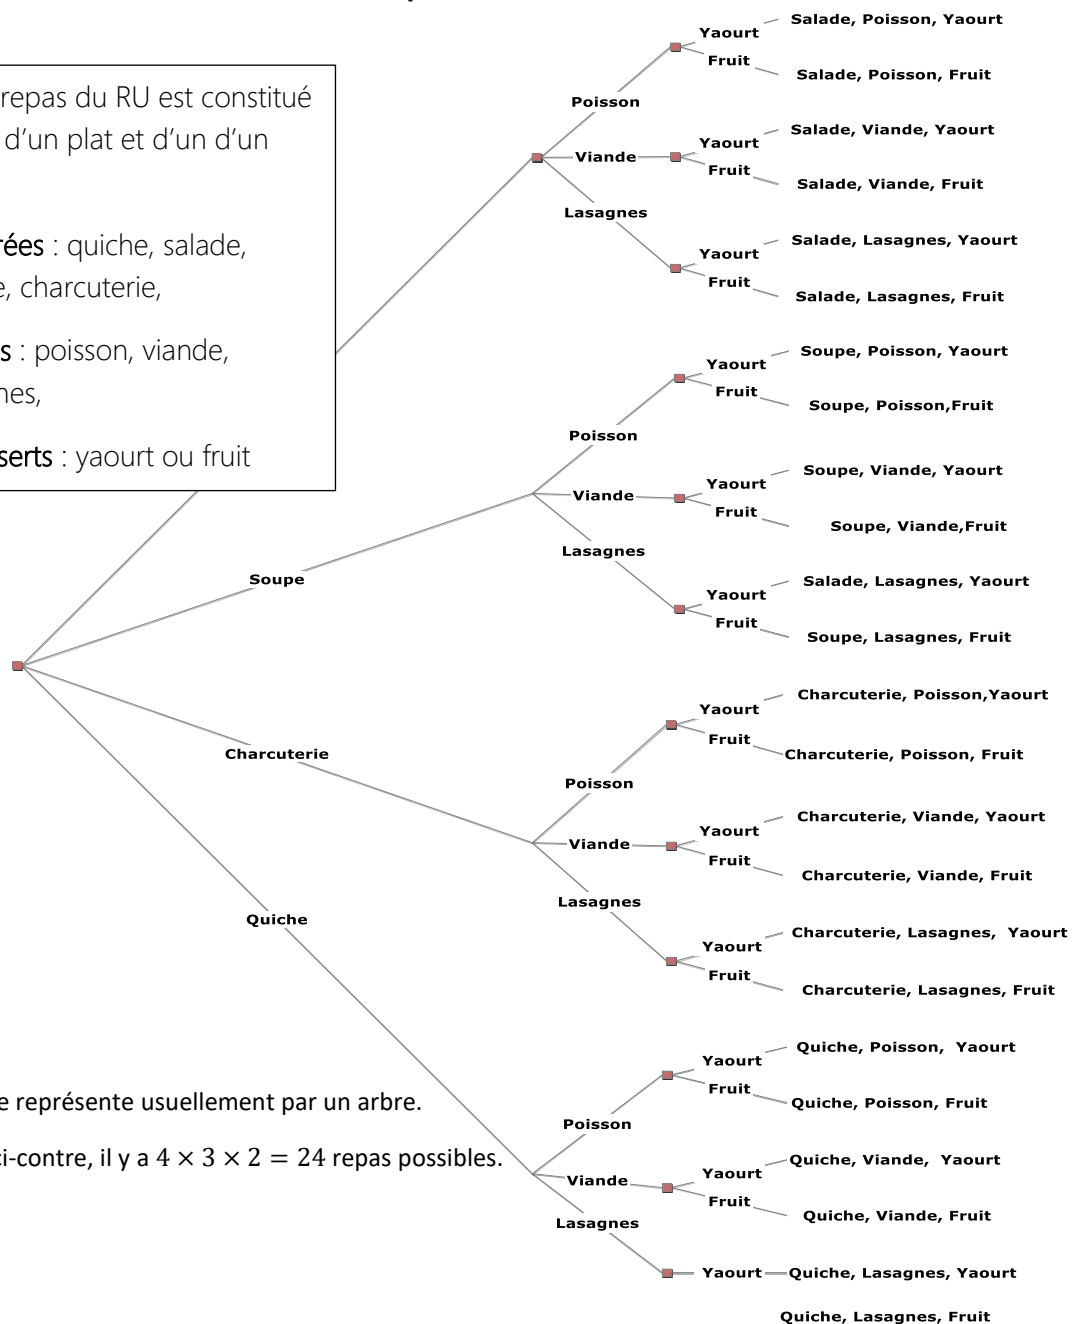 repas du RU est constitué
d'un plat et d'un d'un
: quiche, salade,
charcuterie,
: poisson, viande,
: yaourt ou fruit
Yaourt
Salade, Poisson, Yaourt
Fruit
Salade, Poisson, Fruit
Poisson
Yaourt
Salade, Viande, Yaourt
Viande
Fruit
Salade, Viande, Fruit
Lasagnes
Yaourt
Salade, Lasagnes, Yaourt
Fruit
Salade, Lasagnes, Fruit
Soupe
Yaourt
Soupe, Poisson, Yaourt
Fruit
Soupe, Poisson,Fruit
Poisson
Yaourt
Soupe, Viande, Yaourt
Viande
Fruit
Soupe, Viande,Fruit
Lasagnes
Yaourt
Salade, Lasagnes, Yaourt
Fruit
Soupe, Lasagnes, Fruit
Charcuterie
Yaourt
Charcuterie, Poisson,Yaourt
Fruit
Charcuterie, Poisson, Fruit
Poisson
Yaourt
Charcuterie, Viande, Yaourt
Viande
Fruit
Charcuterie, Viande, Fruit
Lasagnes
Yaourt
Charcuterie, Lasagnes, Yaourt
Fruit
Charcuterie, Lasagnes, Fruit
Quiche
Yaourt
Quiche, Poisson, Yaourt
Fruit
Quiche, Poisson, Fruit
Poisson
Yaourt
Quiche, Viande, Yaourt
Viande
Fruit
Quiche, Viande, Fruit
Lasagnes
Yaourt
Quiche, Lasagnes, Yaourt
Quiche, Lasagnes, Fruit
e représente usuellement par un arbre.
ci-contre, il y a 4 × 3 × 2 = 24 repas possibles.